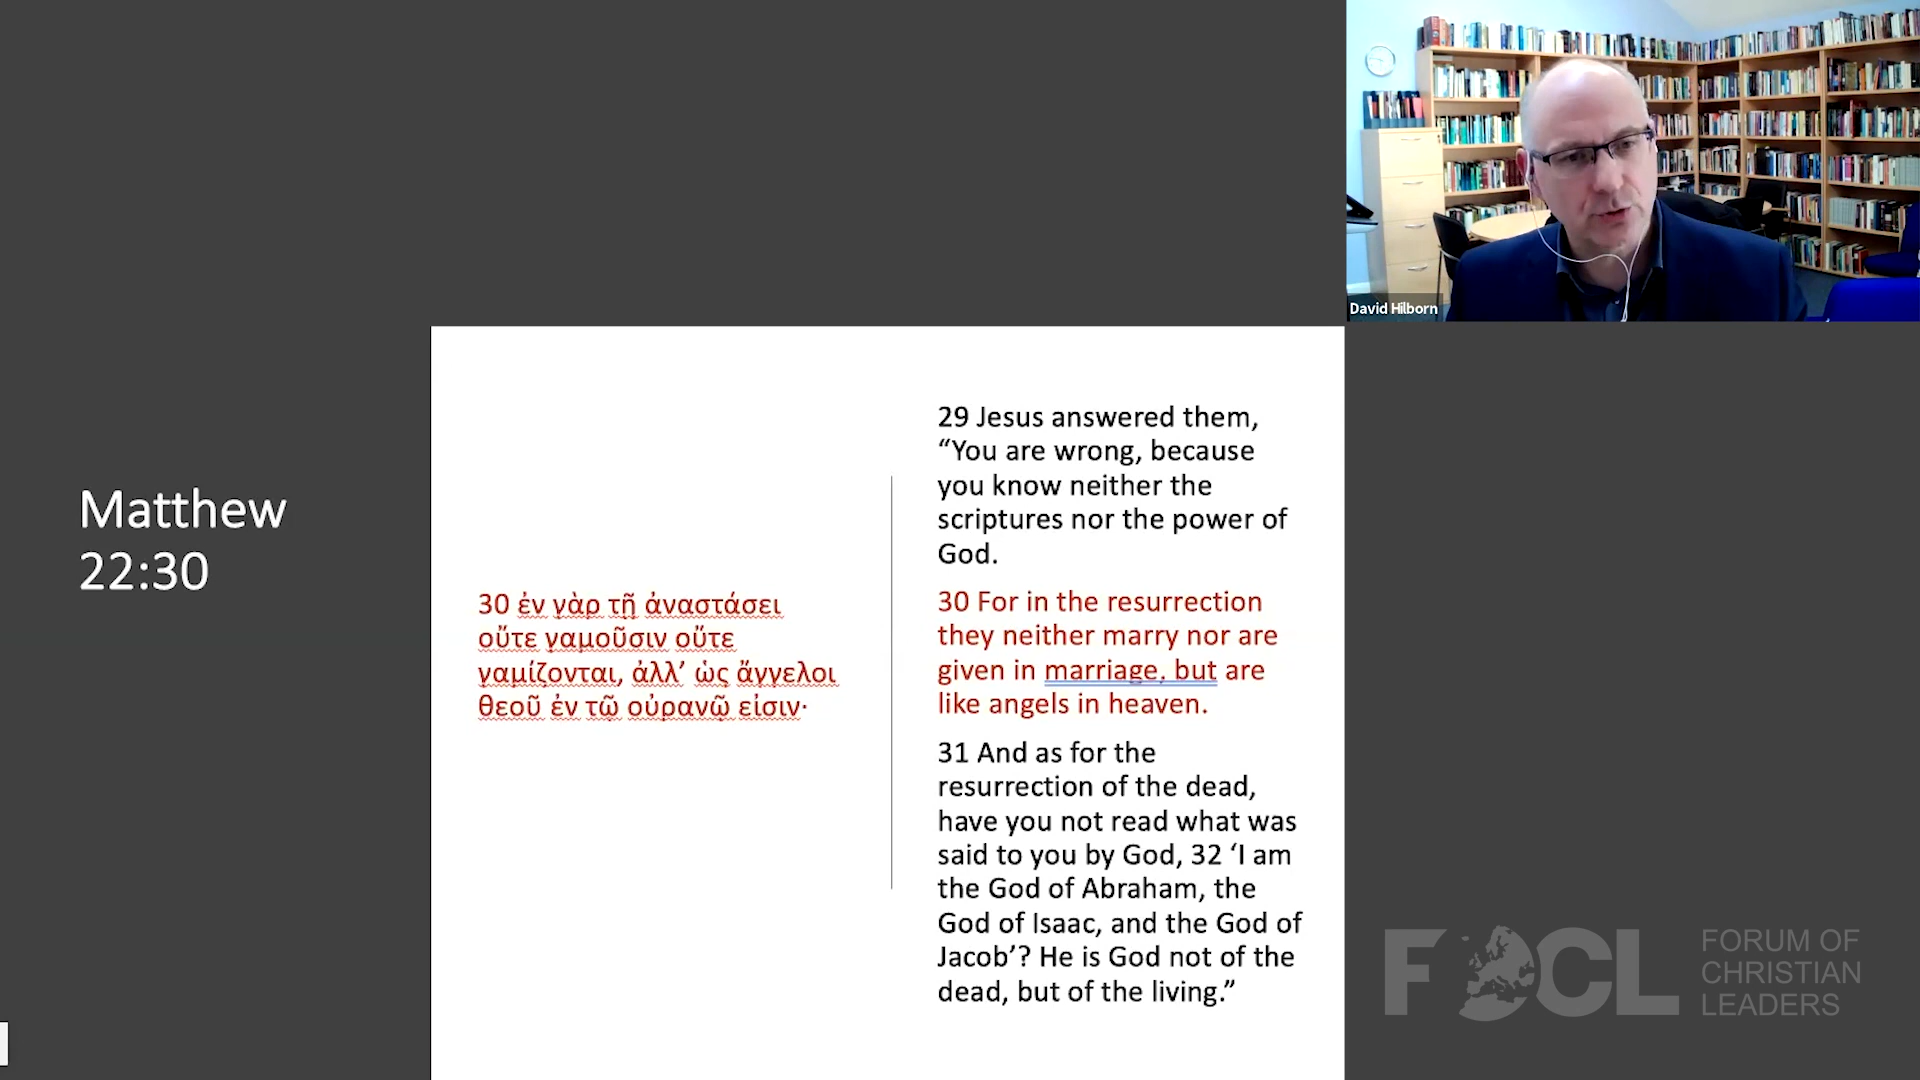 David Hilborn
Matthew
22:30
30 ἐν γὰρ τῇ ἀναστάσει
οὔτε γαμοῦσιν οὔτε
γαμίζονται, ἀλλ’ ὡς ἄγγελοι
θεοῦ ἐν τῷ οὐρανῷ εἰσιν·
29 Jesus answered them,
“You are wrong, because
you know neither the
scriptures nor the power of
God.
30 For in the resurrection
they neither marry nor are
given in marriage, but are
like angels in heaven.
31 And as for the
resurrection of the dead,
have you not read what was
said to you by God, 32 ‘I am
the God of Abraham, the
God of Isaac, and the God of
Jacob’? He is God not of the
dead, but of the living.”
FOCL
FORUM OF
CHRISTIAN
LEADERS